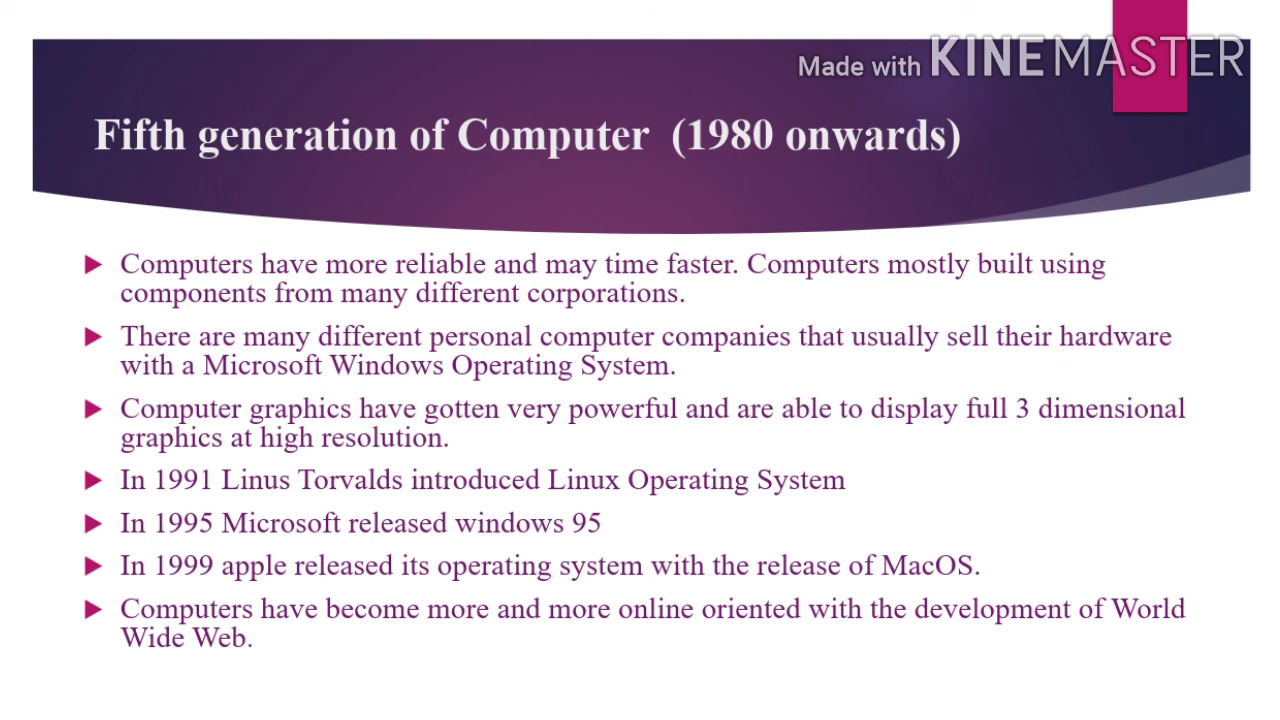 Made with KINEMASTER
Fifth generation of Computer (1980 onwards)
Computers have more reliable and may time faster. Computers mostly built using
components from many different corporations.
There are many different personal computer companies that usually sell their hardware
with a Microsoft Windows Operating System.
Computer graphics have gotten very powerful and are able to display full 3 dimensional
graphics at high resolution.
In 1991 Linus Torvalds introduced Linux Operating System
In 1995 Microsoft released windows 95
In 1999 apple released its operating system with the release of MacOS.
Computers have become more and more online oriented with the development of World
Wide Web.